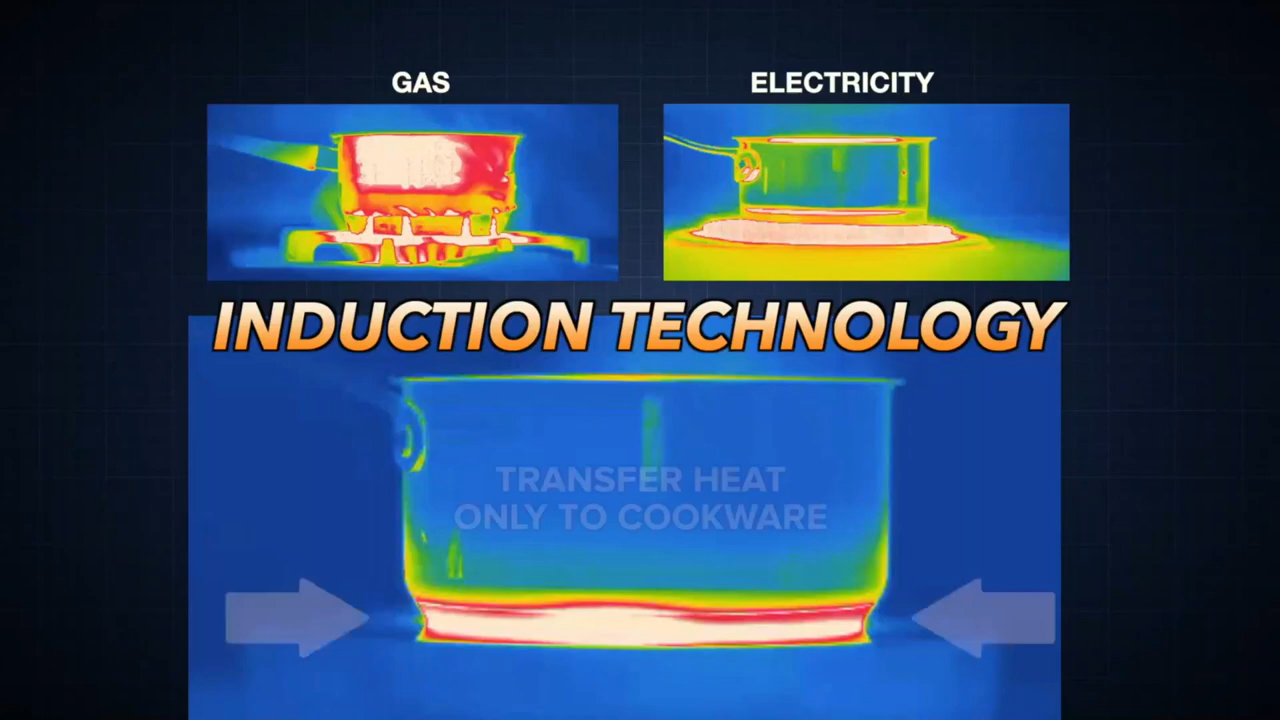 GAS
ELECTRICITY
INDUCTION TECHNOLOGY
TRANSFER HEAT
ONLY TO COOKWARE